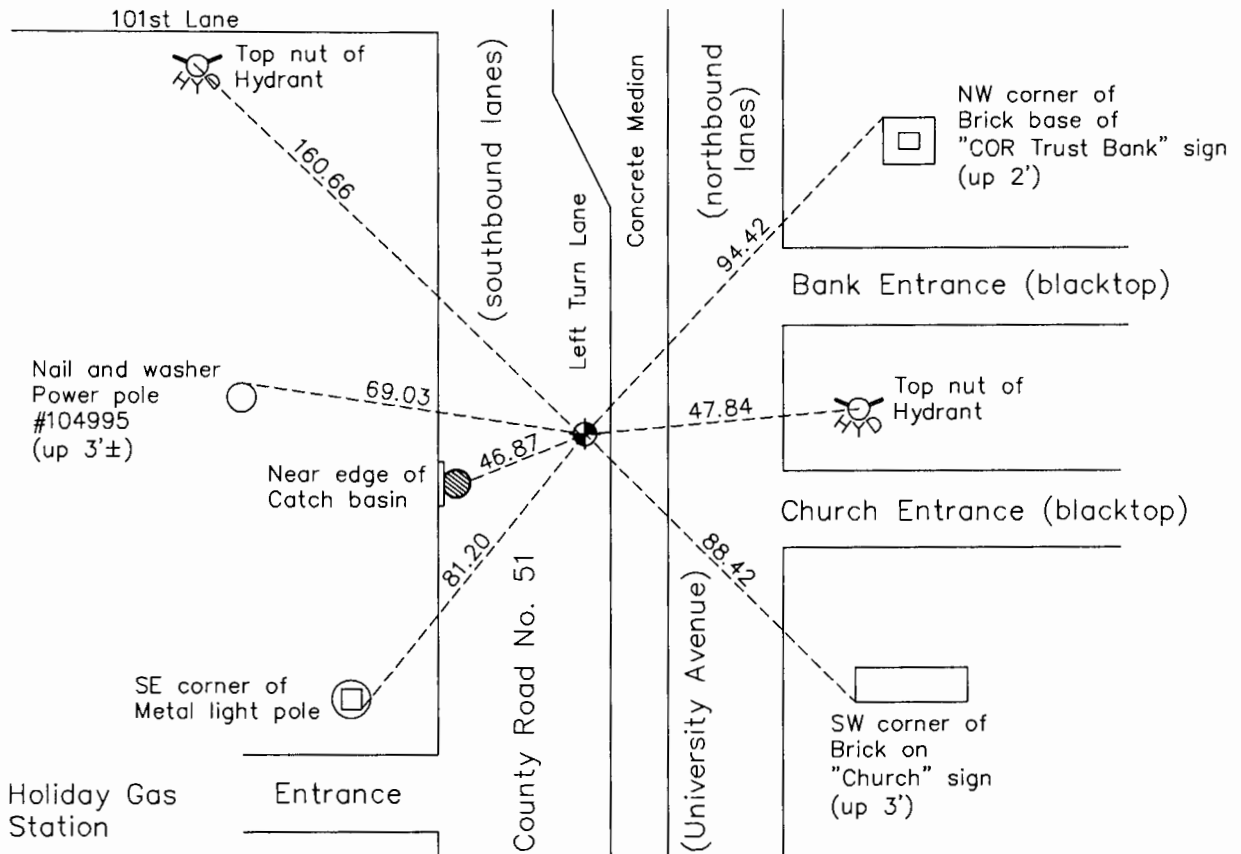 101st Lane
Top nut of
Hydrant
HYD
160.66
(southbound lanes)
Left Turn Lane
Concrete Median
(northbound
lanes)
NW corner of
Brick base of
"COR Trust Bank" sign
(up 2')
94.42
Bank Entrance (blacktop)
Nail and washer
Power pole
#104995
(up 3'±)
69.03
47.84
Top nut of
Hydrant
HYD
Near edge of
Catch basin
46.87
Church Entrance (blacktop)
81.20
88.42
County Road No. 51
(University Avenue)
SE corner of
Metal light pole
SW corner of
Brick on
"Church" sign
(up 3')
Holiday Gas
Station
Entrance